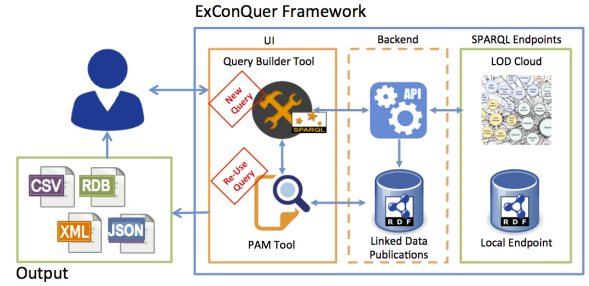 ExConQuer Framework
UI
Backend
SPARQL Endpoints
Query Builder Tool
LOD Cloud
New
Query
API
SPARQL
Re-Use
Query
CSV
RDB
XML
JSON
RDF
RDF
PAM Tool
Linked Data
Publications
Local Endpoint
Output